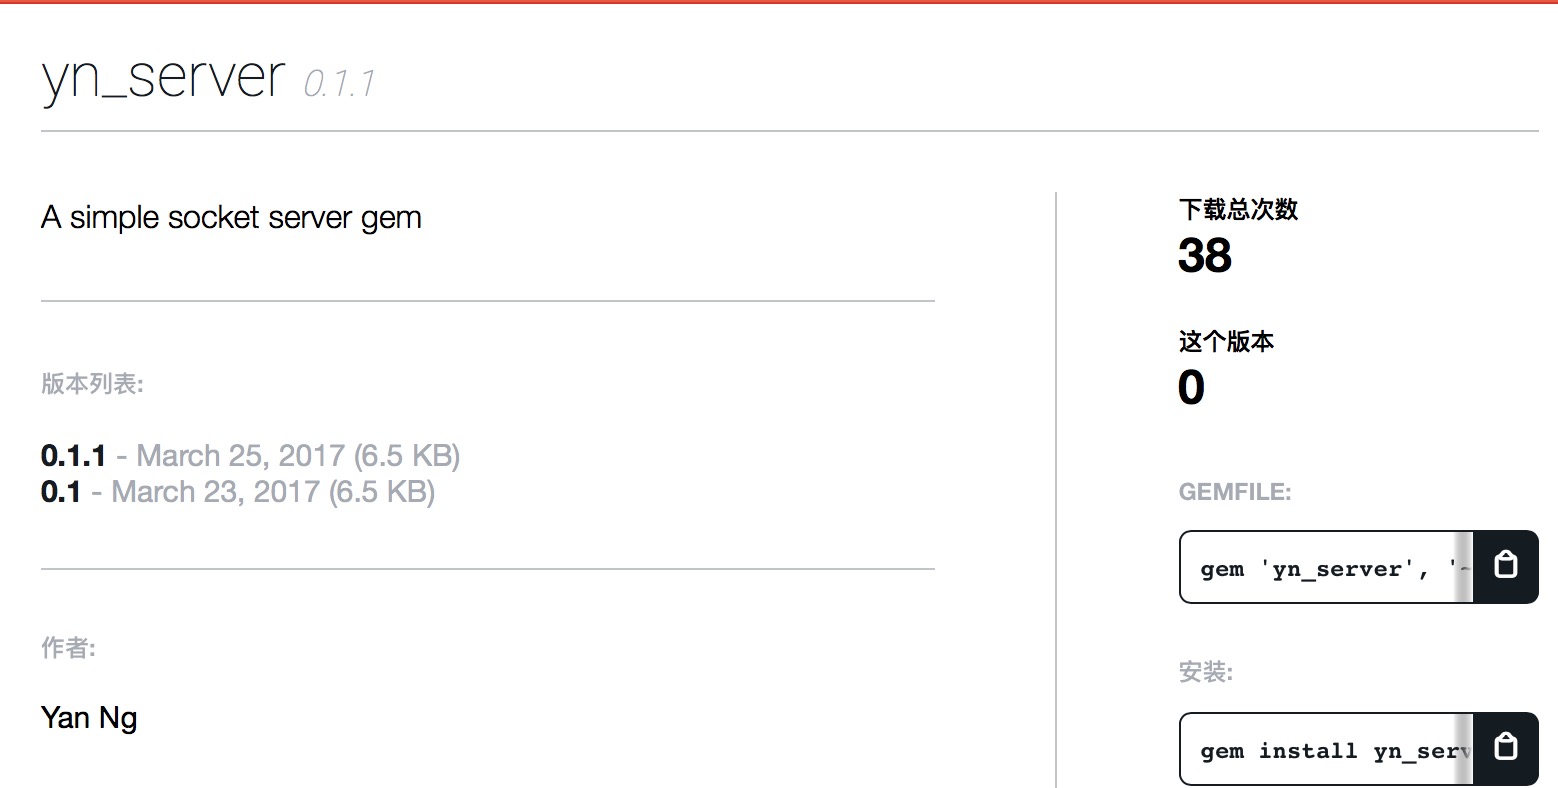 yn_server 0.1.1
A simple socket server gem
版本列表:
0.1.1 - March 25, 2017 (6.5 KB)
0.1 - March 23, 2017 (6.5 KB)
作者:
Yan Ng
下载总次数
38
这个版本
0
GEMFILE:
gem 'yn_server', '~
安装:
gem install yn_serv